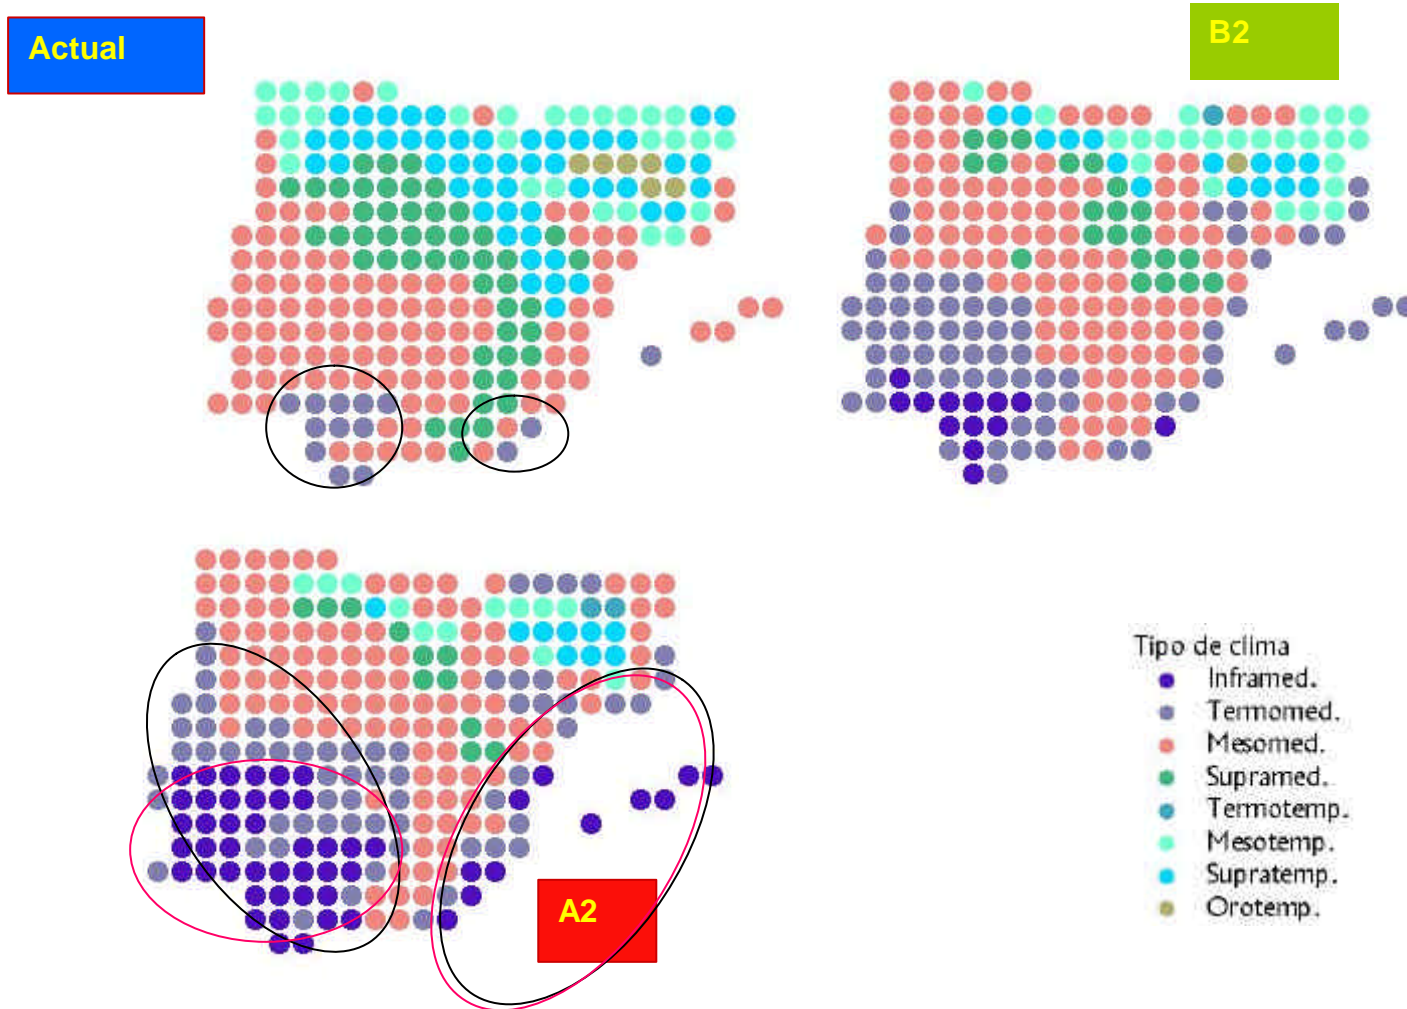 Actual
B2
A2
Tipo de clima
Inframed.
Termomed.
Mesomed.
Supramed.
Termotemp.
Mesotemp.
Supratemp.
Orotemp.